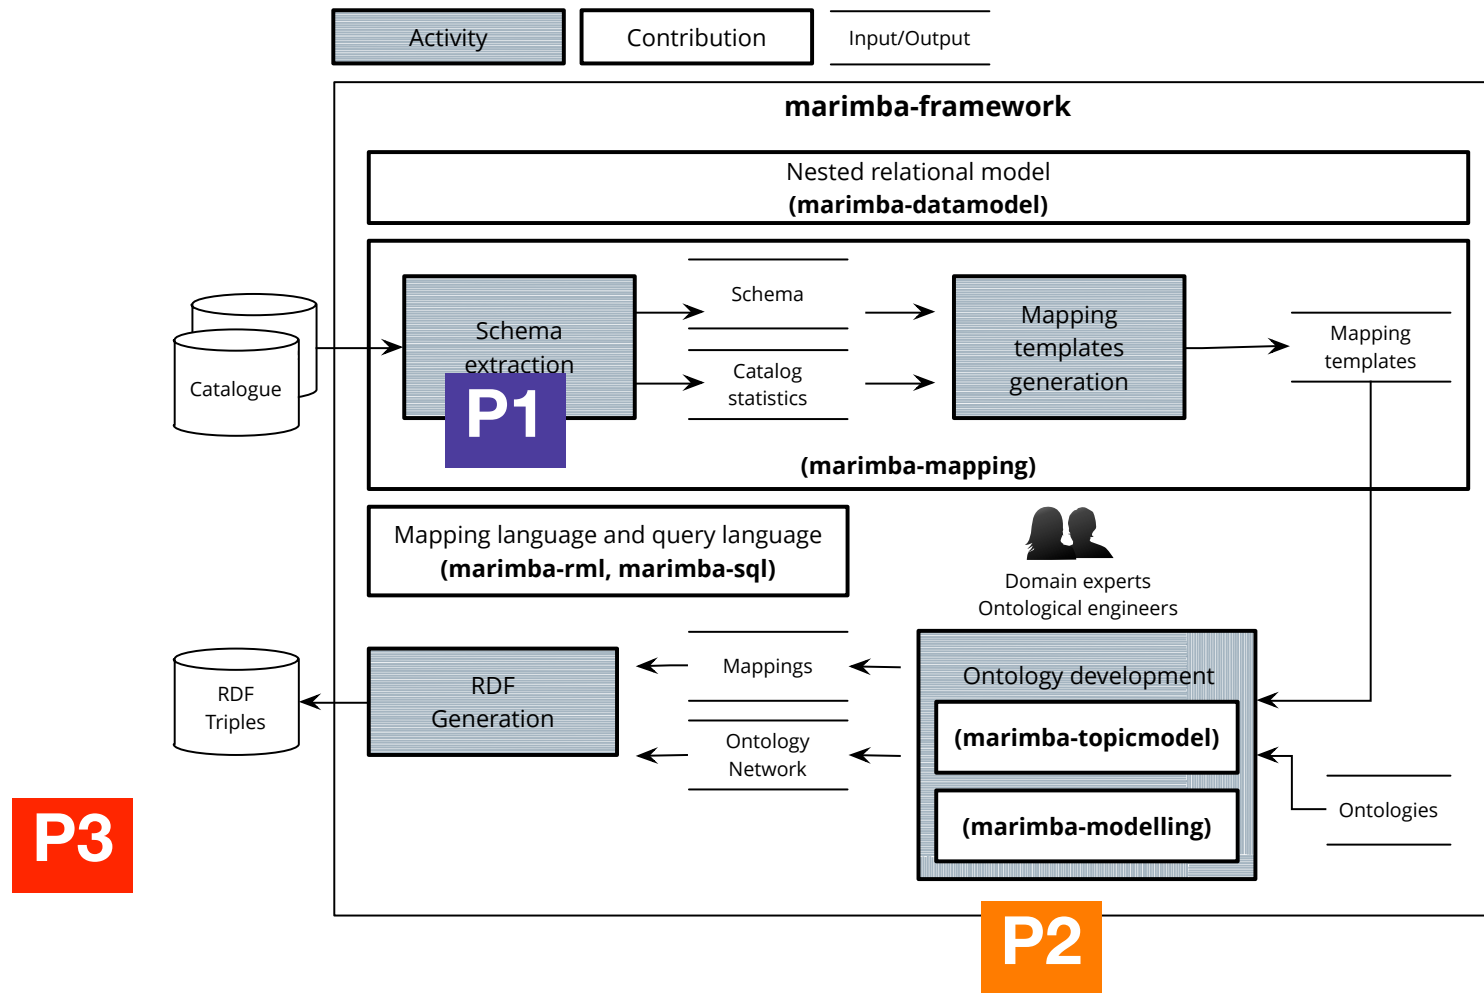 Activity
Contribution
Input/Output
marimba-framework
Nested relational model
(marimba-datamodel)
Schema
extraction
P1
Schema
Catalog
statistics
Mapping
templates
generation
Mapping
templates
Catalogue
(marimba-mapping)
Mapping language and query language
(marimba-rml, marimba-sql)
Domain experts
Ontological engineers
RDF
Triples
RDF
Generation
Mappings
Ontology
Network
Ontology development
(marimba-topicmodel)
(marimba-modelling)
Ontologies
P3
P2